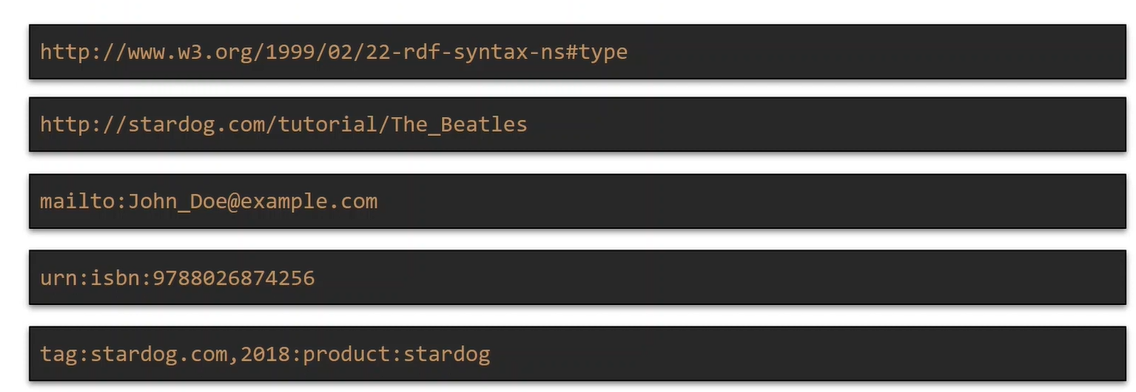 http://www.w3.org/1999/02/22-rdf-syntax-ns#type
http://stardog.com/tutorial/The_Beatles
mailto:John_Doe@example.com
urn:isbn:9788026874256
tag:stardog.com,2018:product:stardog